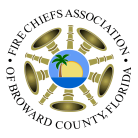 FIRE CHIEFS ASSOCIATION
• OF BROWARD COUNTY, FLORIDA •